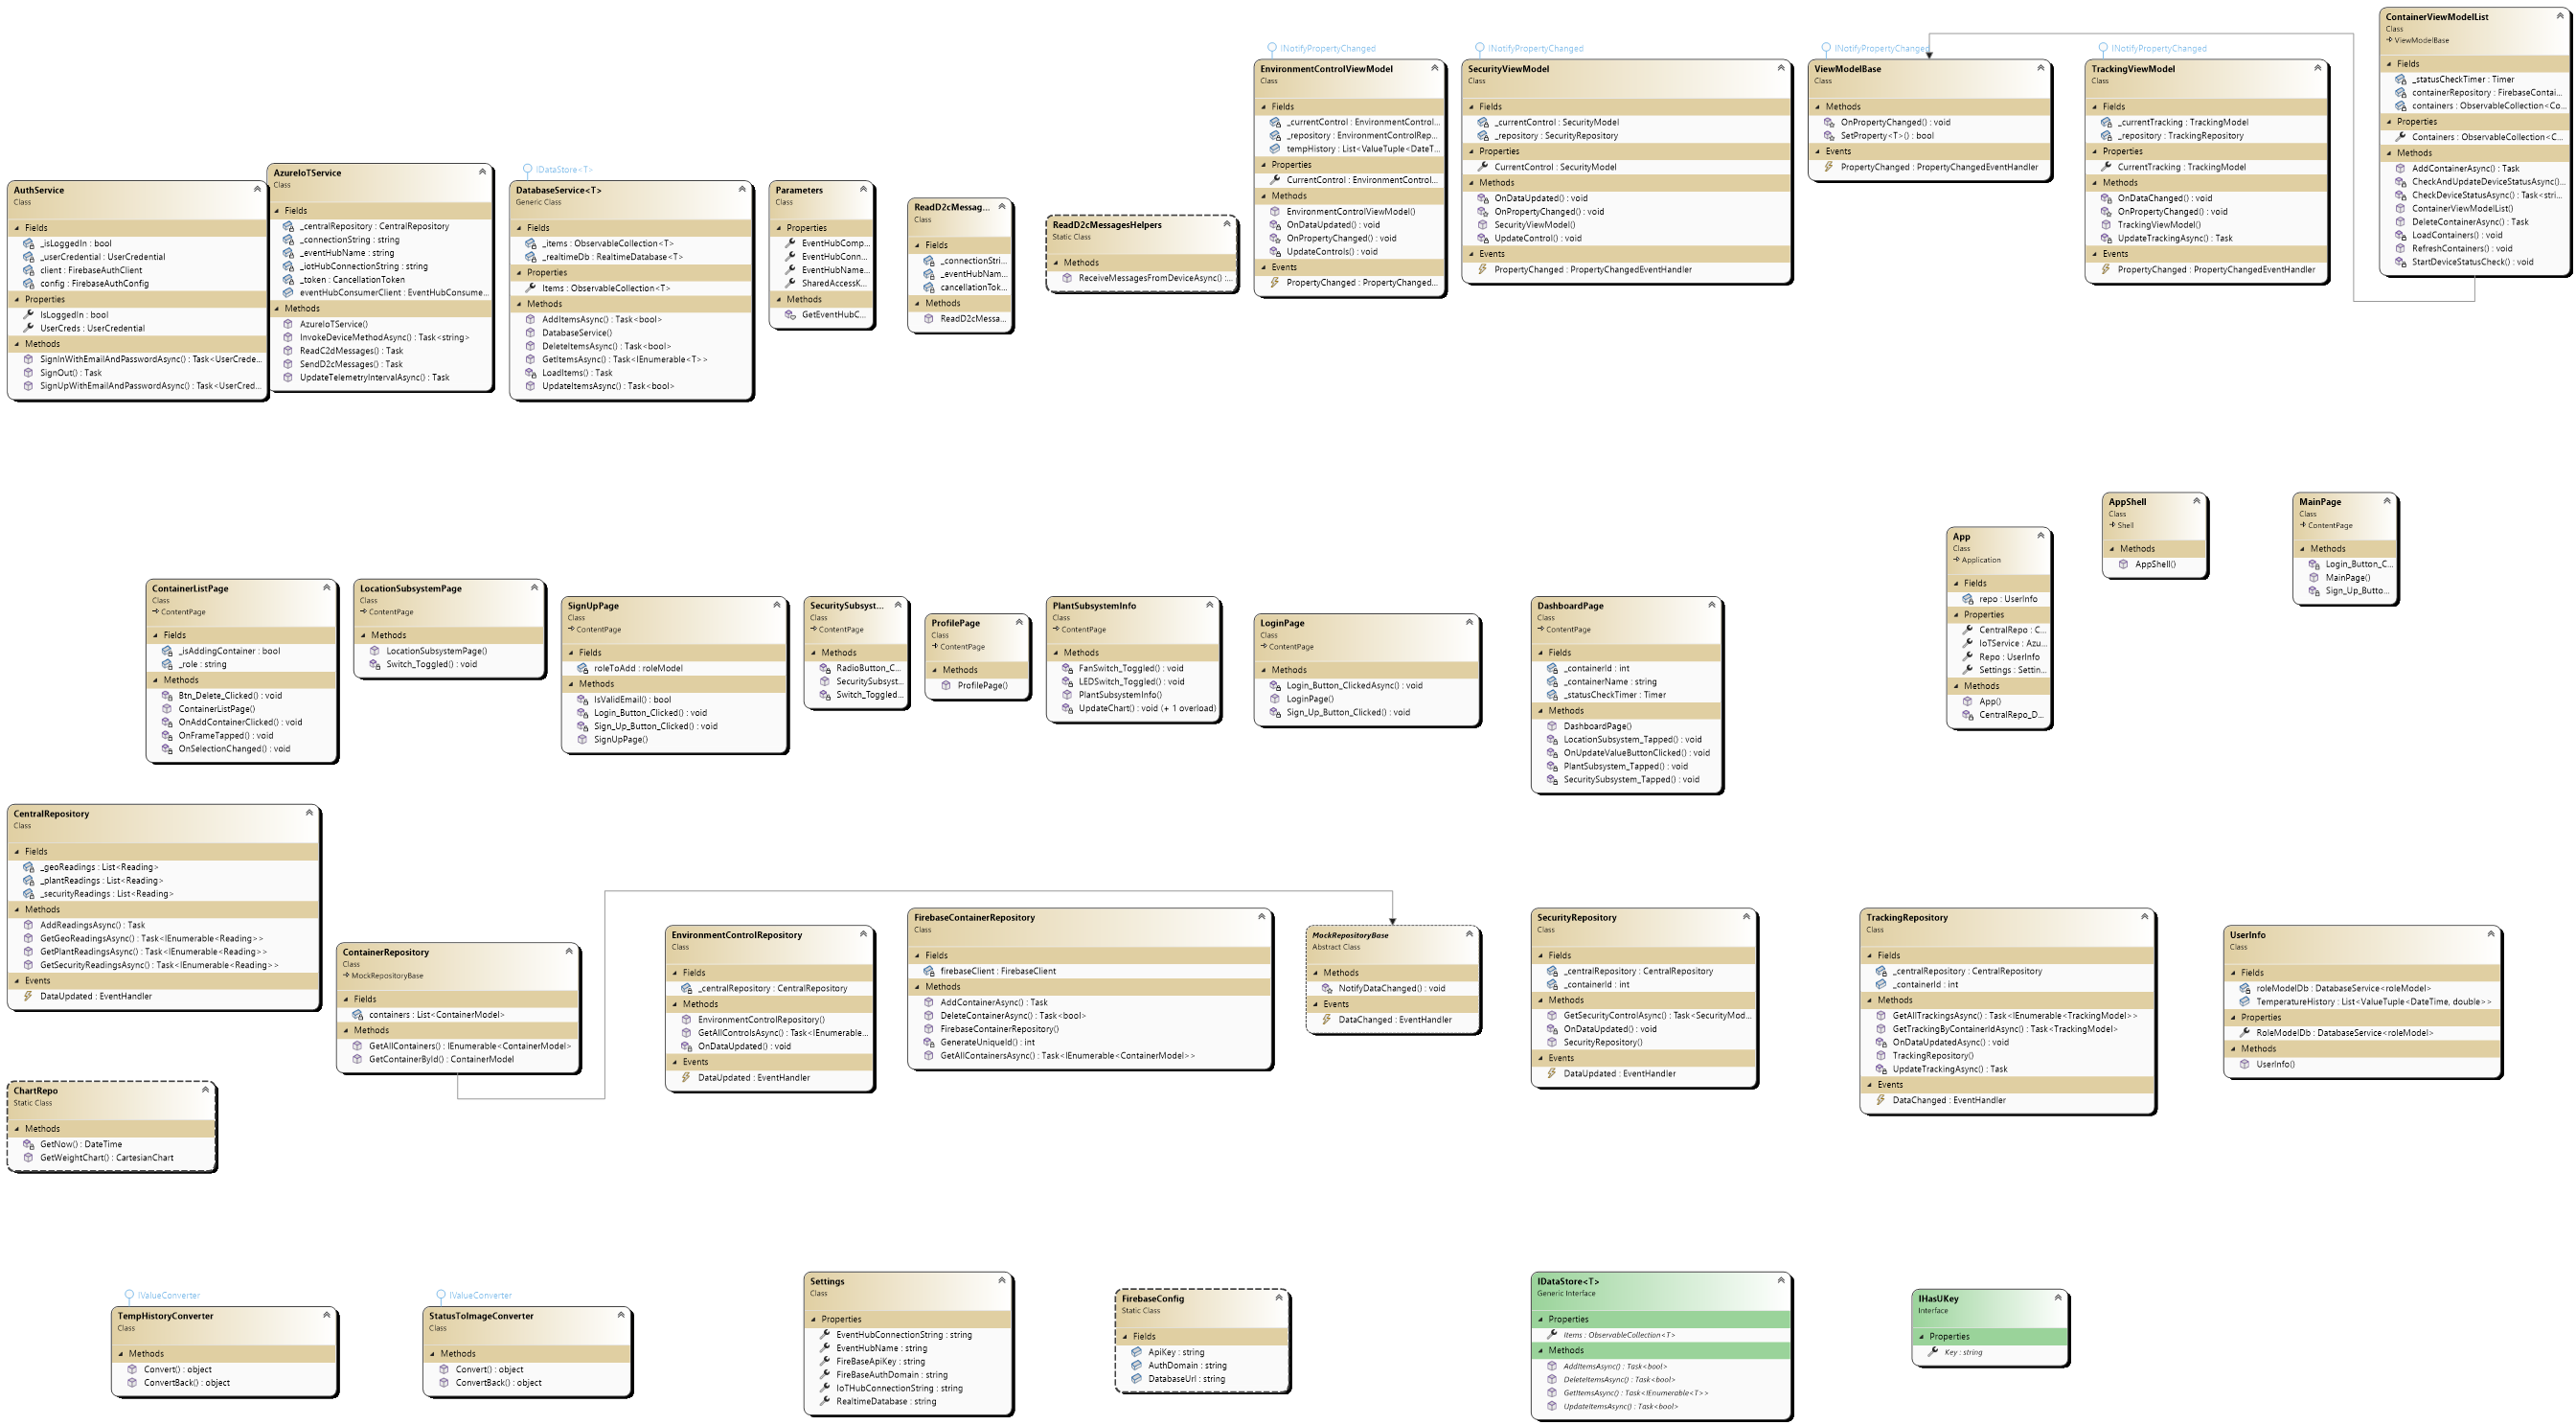 ContainerViewModelList
Class
ViewModelBase
Fields
_statusCheckTimer : Timer
containerRepository : FirebaseContai...
containers : ObservableCollection<Co...
Properties
Containers : ObservableCollection<C...
Methods
AddContainerAsync() : Task
CheckAndUpdateDeviceStatusAsync()...
CheckDeviceStatusAsync() : Task<stri...
ContainerViewModelList()
DeleteContainerAsync() : Task
LoadContainers() : void
RefreshContainers() : void
StartDeviceStatusCheck() : void
INotifyPropertyChanged
EnvironmentControlViewModel
Class
Fields
_currentControl : EnvironmentControl...
_repository : EnvironmentControlRep...
tempHistory : List<ValueTuple<DateT...
Properties
CurrentControl : EnvironmentControl...
Methods
EnvironmentControlViewModel()
OnDataUpdated() : void
OnPropertyChanged() : void
UpdateControls() : void
Events
PropertyChanged : PropertyChanged...
INotifyPropertyChanged
SecurityViewModel
Class
Fields
_currentControl : SecurityModel
_repository : SecurityRepository
Properties
CurrentControl : SecurityModel
Methods
OnDataUpdated() : void
OnPropertyChanged() : void
SecurityViewModel()
UpdateControl() : void
Events
PropertyChanged : PropertyChangedEventHandler
INotifyPropertyChanged
ViewModelBase
Class
Methods
OnPropertyChanged() : void
SetProperty<T>() : bool
Events
PropertyChanged : PropertyChangedEventHandler
INotifyPropertyChanged
TrackingViewModel
Class
Fields
_currentTracking : TrackingModel
_repository : TrackingRepository
Properties
CurrentTracking : TrackingModel
Methods
OnDataChanged() : void
OnPropertyChanged() : void
TrackingViewModel()
UpdateTrackingAsync() : Task
Events
PropertyChanged : PropertyChangedEventHandler
AuthService
Class
Fields
_isLoggedIn : bool
_userCredential : UserCredential
client : FirebaseAuthClient
config : FirebaseAuthConfig
Properties
IsLoggedIn : bool
UserCreds : UserCredential
Methods
SignInWithEmailAndPasswordAsync() : Task<UserCrede...
SignOut() : Task
SignUpWithEmailAndPasswordAsync() : Task<UserCred...
AzureIoTService
Class
Fields
_centralRepository : CentralRepository
_connectionString : string
_eventHubName : string
_iotHubConnectionString : string
_token : CancellationToken
eventHubConsumerClient : EventHubConsume...
Methods
AzureIoTService()
InvokeDeviceMethodAsync() : Task<string>
ReadC2dMessages() : Task
SendD2cMessages() : Task
UpdateTelemetryIntervalAsync() : Task
IDataStore<T>
DatabaseService<T>
Generic Class
Fields
_items : ObservableCollection<T>
_realtimeDb : RealtimeDatabase<T>
Properties
Items : ObservableCollection<T>
Methods
AddItemsAsync() : Task<bool>
DatabaseService()
DeleteItemsAsync() : Task<bool>
GetItemsAsync() : Task<IEnumerable<T>>
LoadItems() : Task
UpdateItemsAsync() : Task<bool>
Parameters
Class
Properties
EventHubComp...
EventHubConn...
EventHubName...
SharedAccessK...
Methods
GetEventHubC...
ReadD2cMessag...
Class
Fields
_connectionStri...
_eventHubNam...
cancellationTok...
Methods
ReadD2cMessa...
ReadD2cMessagesHelpers
Static Class
Methods
ReceiveMessagesFromDeviceAsync() :...
AppShell
Class
Shell
Methods
AppShell()
MainPage
Class
ContentPage
Methods
Login_Button_C...
MainPage()
Sign_Up_Butto...
App
Class
Application
Fields
repo : UserInfo
Properties
CentralRepo : C...
IoTService : Azu...
Repo : UserInfo
Settings : Settin...
Methods
App()
CentralRepo_D...
ContainerListPage
Class
ContentPage
Fields
_isAddingContainer : bool
_role : string
Methods
Btn_Delete_Clicked() : void
ContainerListPage()
OnAddContainerClicked() : void
OnFrameTapped() : void
OnSelectionChanged() : void
LocationSubsystemPage
Class
ContentPage
Methods
LocationSubsystemPage()
Switch_Toggled() : void
SignUpPage
Class
ContentPage
Fields
roleToAdd : roleModel
Methods
IsValidEmail() : bool
Login_Button_Clicked() : void
Sign_Up_Button_Clicked() : void
SignUpPage()
SecuritySubsyst...
Class
ContentPage
Methods
RadioButton_C...
SecuritySubsyst...
Switch_Toggled...
ProfilePage
Class
ContentPage
Methods
ProfilePage()
PlantSubsystemInfo
Class
ContentPage
Methods
FanSwitch_Toggled() : void
LEDSwitch_Toggled() : void
PlantSubsystemInfo()
UpdateChart() : void (+ 1 overload)
LoginPage
Class
ContentPage
Methods
Login_Button_ClickedAsync() : void
LoginPage()
Sign_Up_Button_Clicked() : void
DashboardPage
Class
ContentPage
Fields
_containerId : int
_containerName : string
_statusCheckTimer : Timer
Methods
DashboardPage()
LocationSubsystem_Tapped() : void
OnUpdateValueButtonClicked() : void
PlantSubsystem_Tapped() : void
SecuritySubsystem_Tapped() : void
CentralRepository
Class
Fields
_geoReadings : List<Reading>
_plantReadings : List<Reading>
_securityReadings : List<Reading>
Methods
AddReadingsAsync() : Task
GetGeoReadingsAsync() : Task<IEnumerable<Reading>>
GetPlantReadingsAsync() : Task<IEnumerable<Reading>>
GetSecurityReadingsAsync() : Task<IEnumerable<Reading>>
Events
DataUpdated : EventHandler
ContainerRepository
Class
MockRepositoryBase
Fields
containers : List<ContainerModel>
Methods
GetAllContainers() : IEnumerable<ContainerModel>
GetContainerById() : ContainerModel
EnvironmentControlRepository
Class
Fields
_centralRepository : CentralRepository
Methods
EnvironmentControlRepository()
GetAllControlsAsync() : Task<IEnumerable...
OnDataUpdated() : void
Events
DataUpdated : EventHandler
FirebaseContainerRepository
Class
Fields
firebaseClient : FirebaseClient
Methods
AddContainerAsync() : Task
DeleteContainerAsync() : Task<bool>
FirebaseContainerRepository()
GenerateUniqueId() : int
GetAllContainersAsync() : Task<IEnumerable<ContainerModel>>
MockRepositoryBase
Abstract Class
Methods
NotifyDataChanged() : void
Events
DataChanged : EventHandler
SecurityRepository
Class
Fields
_centralRepository : CentralRepository
_containerId : int
Methods
GetSecurityControlAsync() : Task<SecurityMod...
OnDataUpdated() : void
SecurityRepository()
Events
DataUpdated : EventHandler
TrackingRepository
Class
Fields
_centralRepository : CentralRepository
_containerId : int
Methods
GetAllTrackingsAsync() : Task<IEnumerable<TrackingModel>>
GetTrackingByContainerIdAsync() : Task<TrackingModel>
OnDataUpdatedAsync() : void
TrackingRepository()
UpdateTrackingAsync() : Task
Events
DataChanged : EventHandler
UserInfo
Class
Fields
roleModelDb : DatabaseService<roleModel>
TemperatureHistory : List<ValueTuple<DateTime, double>>
Properties
RoleModelDb : DatabaseService<roleModel>
Methods
UserInfo()
ChartRepo
Static Class
Methods
GetNow() : DateTime
GetWeightChart() : CartesianChart
IValueConverter
TempHistoryConverter
Class
Methods
Convert() : object
ConvertBack() : object
IValueConverter
StatusToImageConverter
Class
Methods
Convert() : object
ConvertBack() : object
Settings
Class
Properties
EventHubConnectionString : string
EventHubName : string
FireBaseApiKey : string
FireBaseAuthDomain : string
IoTHubConnectionString : string
RealtimeDatabase : string
FirebaseConfig
Static Class
Fields
ApiKey : string
AuthDomain : string
DatabaseUrl : string
IDataStore<T>
Generic Interface
Properties
Items : ObservableCollection<T>
Methods
AddItemsAsync() : Task<bool>
DeleteItemsAsync() : Task<bool>
GetItemsAsync() : Task<IEnumerable<T>>
UpdateItemsAsync() : Task<bool>
IHasUKey
Interface
Properties
Key : string